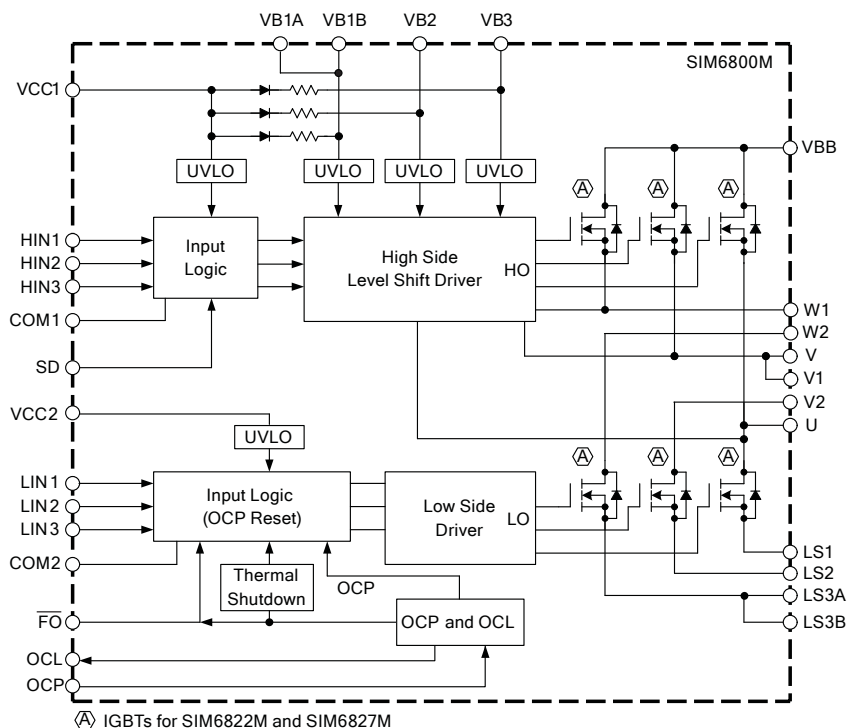 VB1A VB1B VB2 VB3
SIM6800M
VCC1
VBB
UVLO UVLO UVLO UVLO
A A A
HIN1
HIN2
HIN3
Input
Logic
High Side
Level Shift Driver
HO
COM1
SD
W1
W2
V
V1
V2
U
VCC2
UVLO
A A A
LIN1
LIN2
LIN3
Input Logic
(OCP Reset)
Low Side
Driver
LO
COM2
Thermal
Shutdown
OCP
LS1
LS2
LS3A
LS3B
FO
OCP and OCL
OCL
OCP
A IGBTs for SIM6822M and SIM6827M